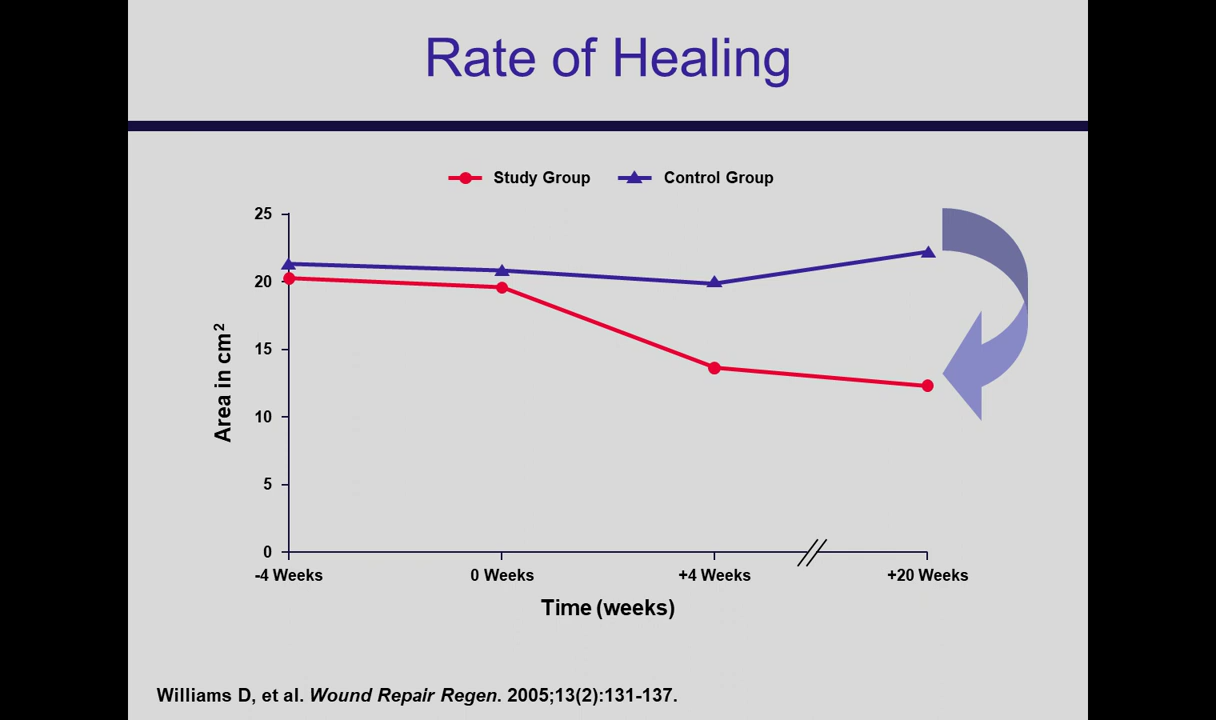 Rate of Healing
Study Group
Control Group
25
20
15
10
5
0
Area in cm²
-4 Weeks
0 Weeks
+4 Weeks
+20 Weeks
Time (weeks)
Williams D, et al. Wound Repair Regen. 2005;13(2):131-137.